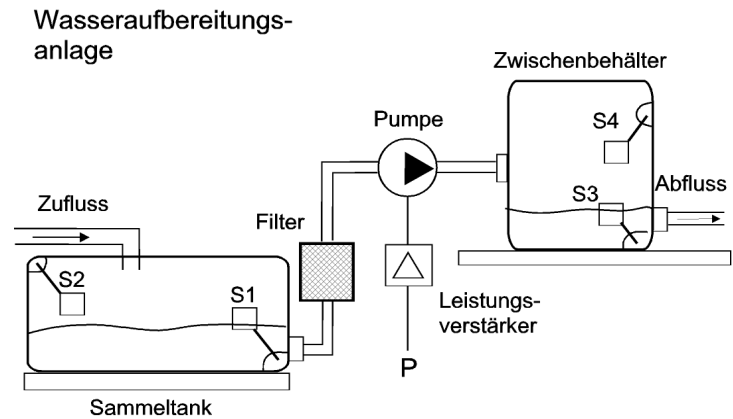 Wasseraufbereitungs-
anlage
Zwischenbehälter
Pumpe
S4
S3
Abfluss
Zufluss
Filter
S2
S1
Leistungs-
verstärker
P
Sammeltank